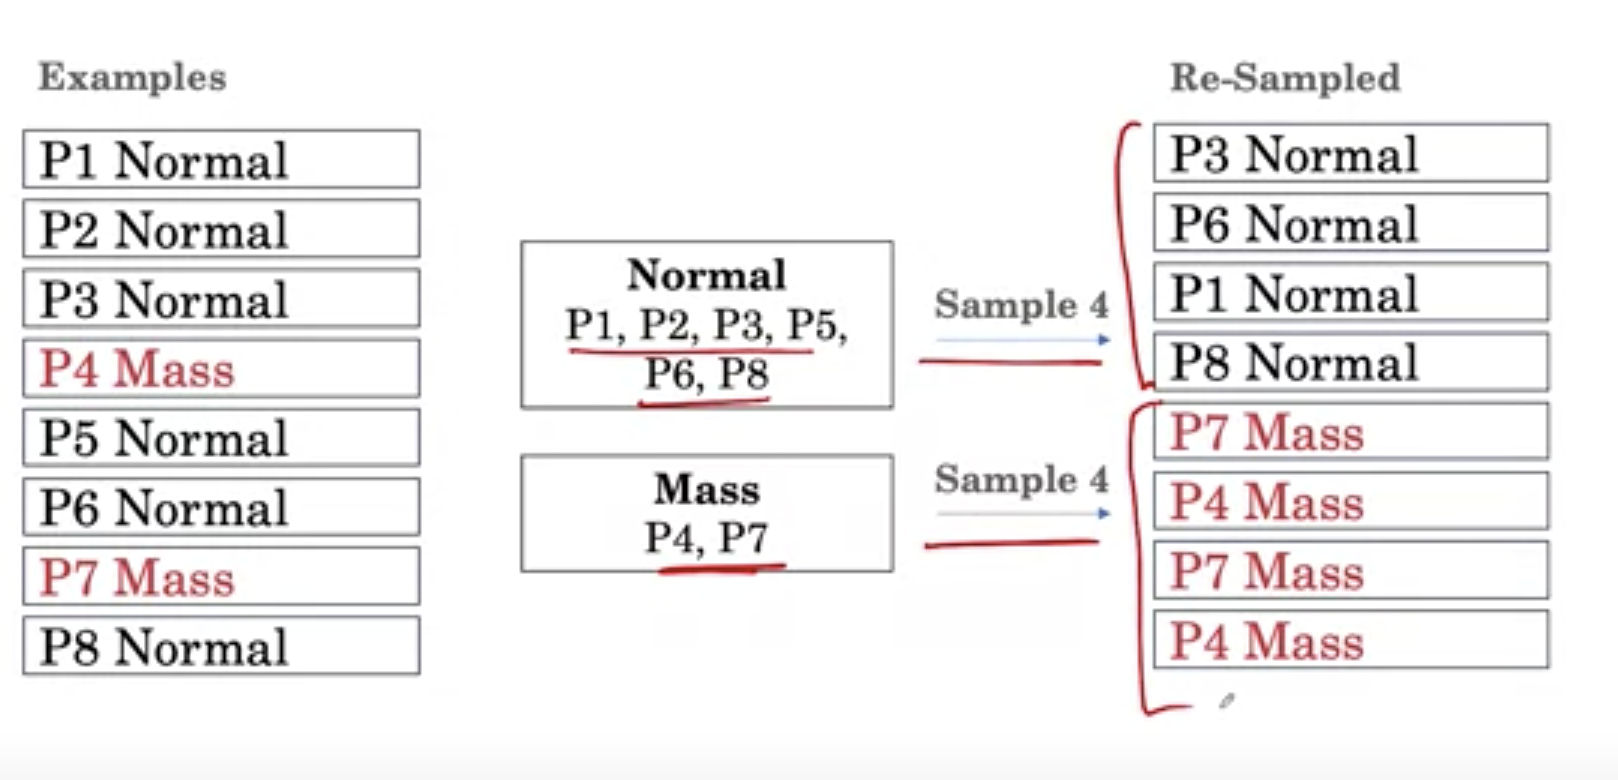 Examples
P1 Normal
P2 Normal
P3 Normal
P4 Mass
P5 Normal
P6 Normal
P7 Mass
P8 Normal
Normal
P1, P2, P3, P5,
P6, P8
Mass
P4, P7
Sample 4
Sample 4
Re-Sampled
P3 Normal
P6 Normal
P1 Normal
P8 Normal
P7 Mass
P4 Mass
P7 Mass
P4 Mass